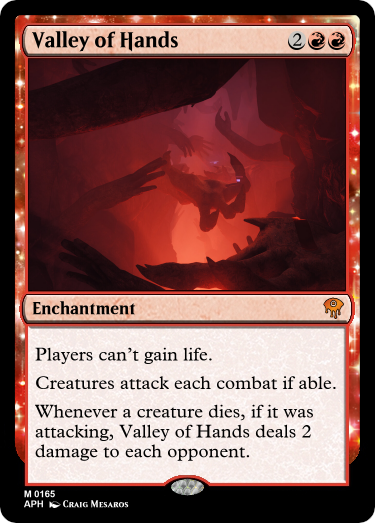 Valley of Hands 2
Enchantment
Players can't gain life.
Creatures attack each combat if able.
Whenever a creature dies, if it was
attacking, Valley of Hands deals 2
damage to each opponent.
M 0165
APH Craig Mesaros